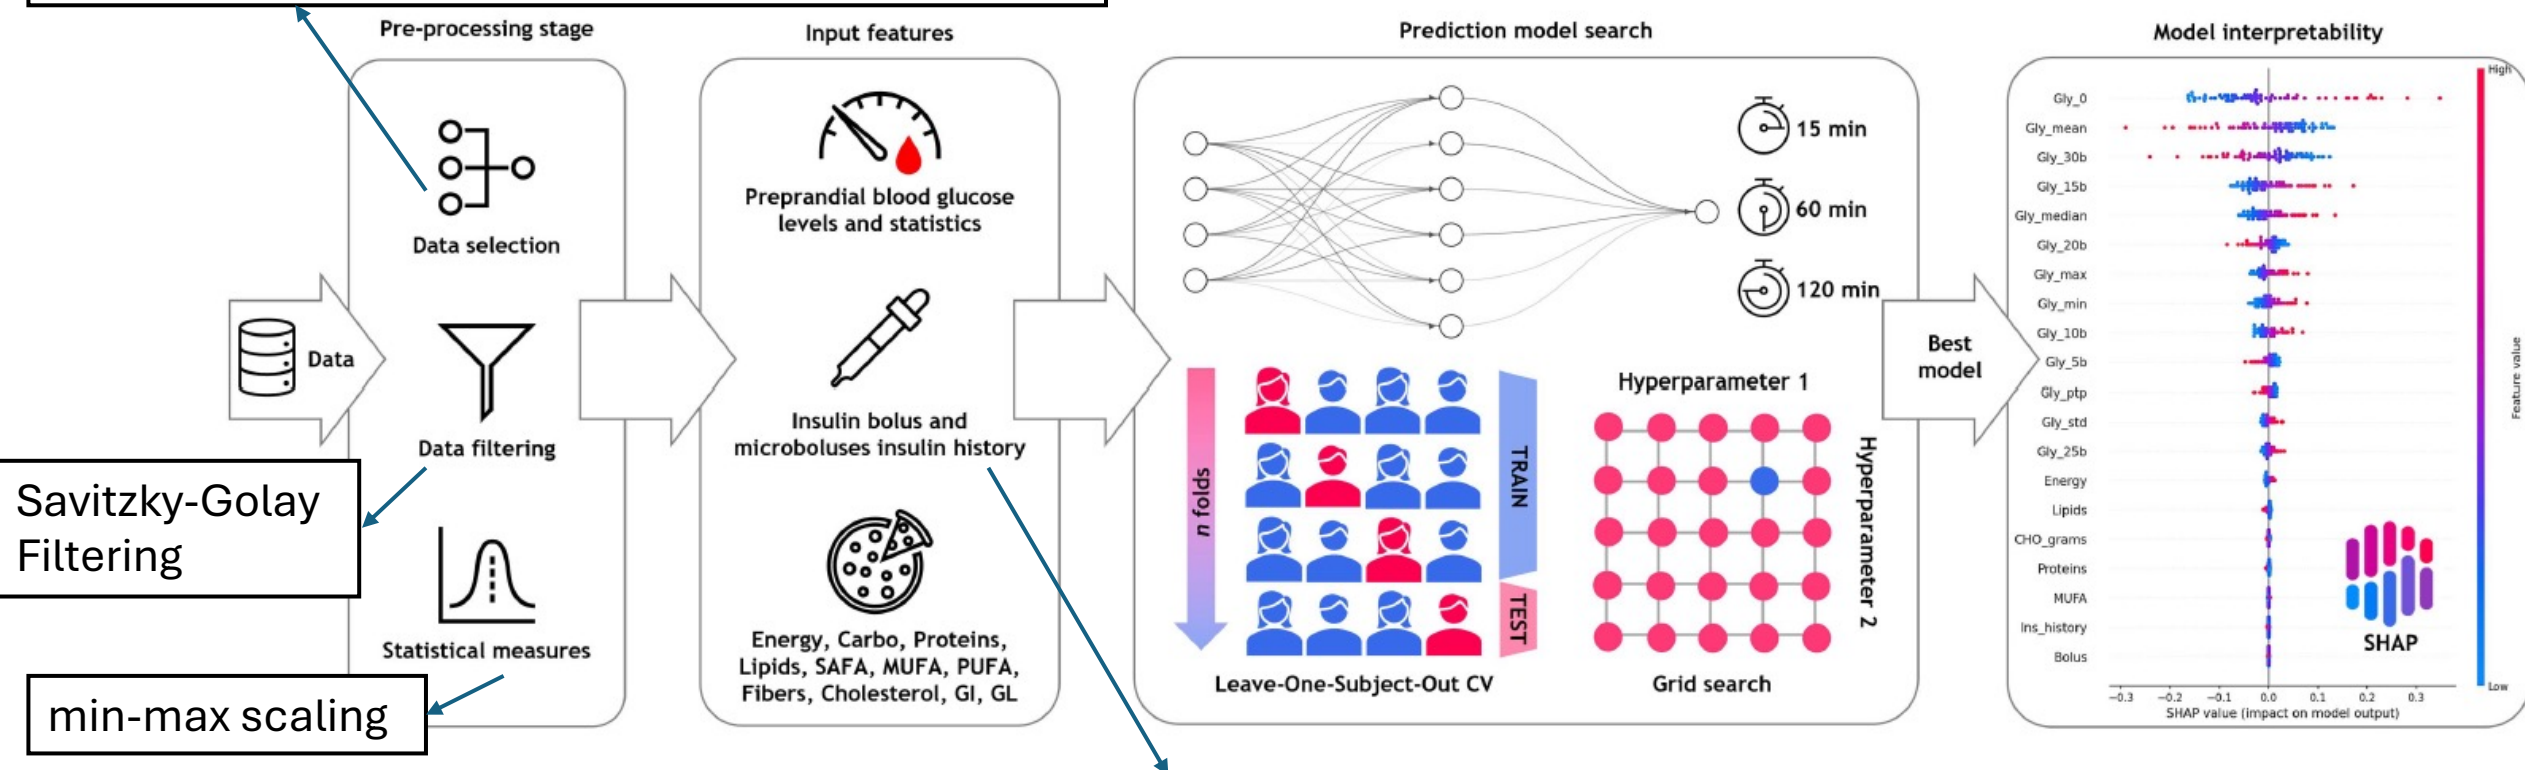 Pre-processing stage
Data
Data selection
Data filtering
Statistical measures
Savitzky-Golay
Filtering
min-max scaling
Input features
Preprandial blood glucose
levels and statistics
Insulin bolus and
microboluses insulin history
Energy, Carbo, Proteins,
Lipids, SAFA, MUFA, PUFA,
Fibers, Cholesterol, GI, GL
Prediction model search
15 min
60 min
120 min
n folds
TRAIN
TEST
Leave-One-Subject-Out CV
Hyperparameter 1
Hyperparameter 2
Grid search
Best
model
Model interpretability
High
Gly_0
Gly_mean
Gly_30b
Gly_15b
Gly_median
Gly_20b
Gly_max
Gly_min
Gly_10b
Gly_5b
Gly_ptp
Gly_std
Gly_25b
Energy
Lipids
CHO_grams
Proteins
MUFA
Ins_history
Bolus
Feature value
SHAP
Low
−0.3 −0.2 −0.1 0.0 0.1 0.2 0.3
SHAP value (impact on model output)